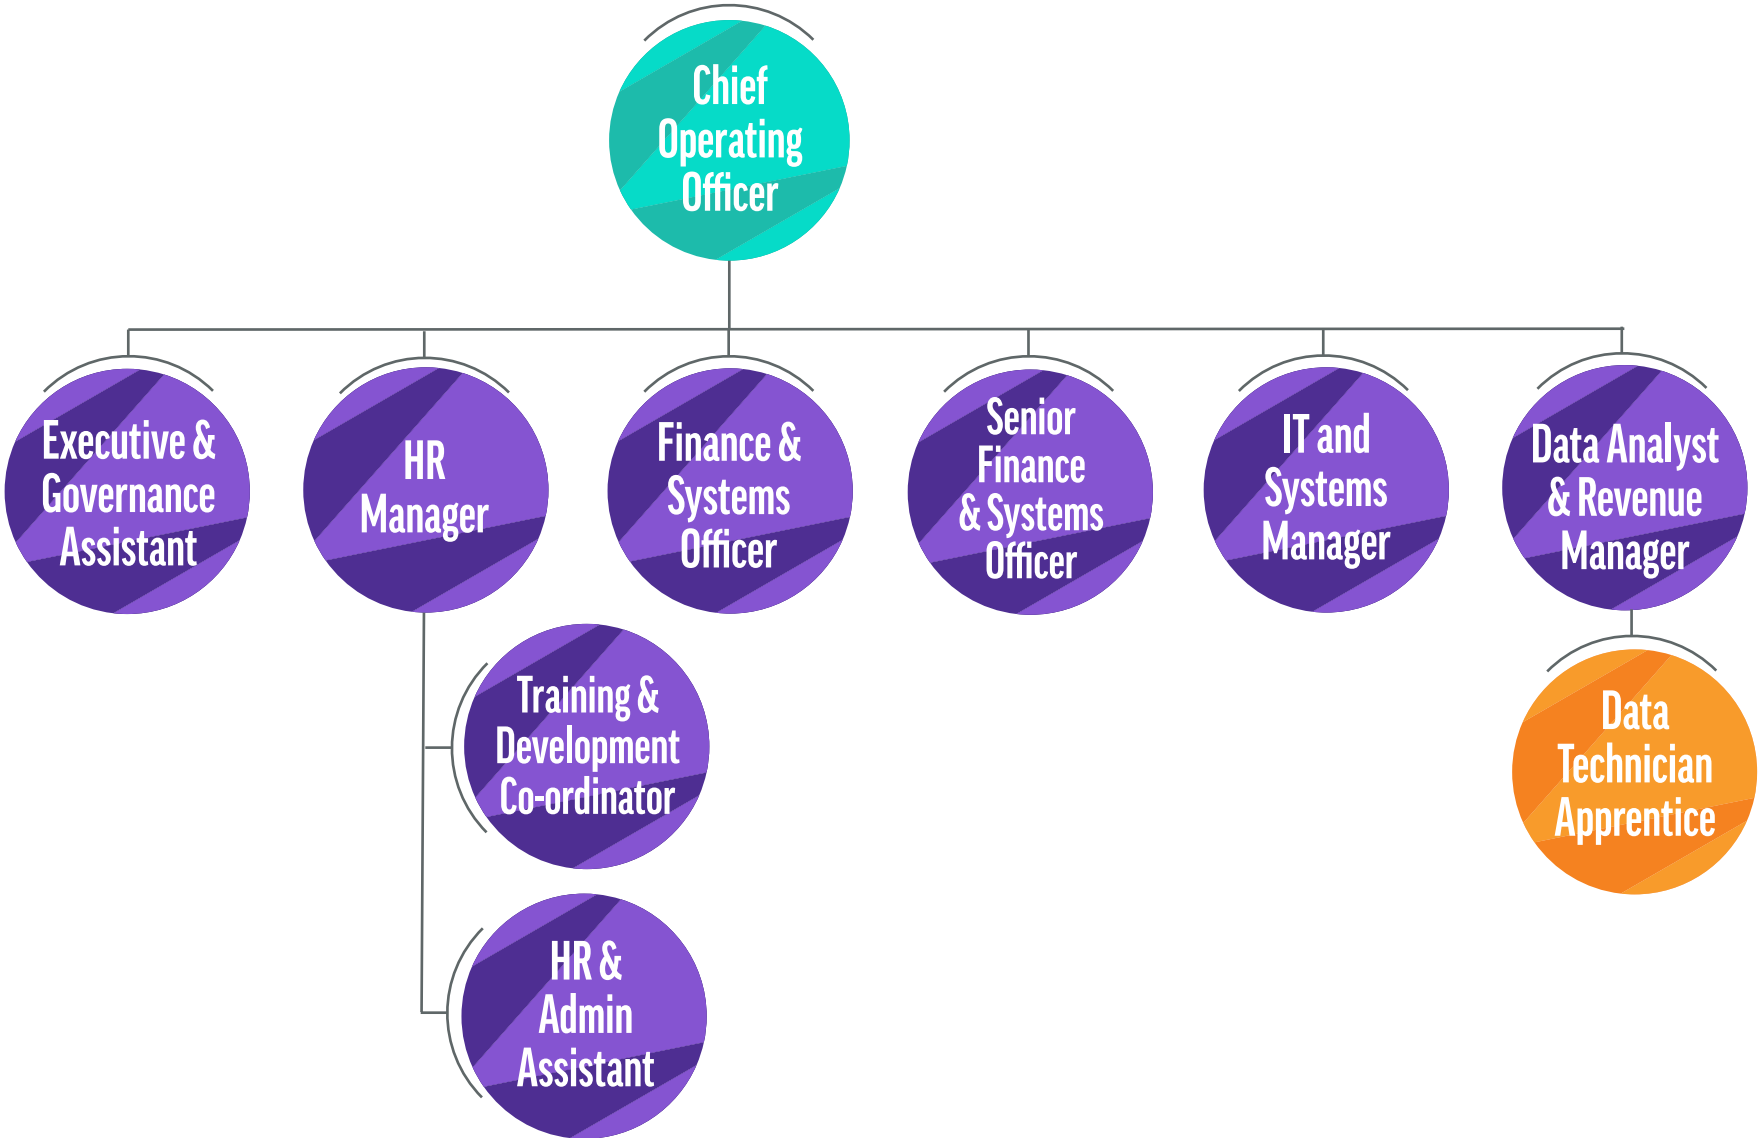 Chief
Operating
Officer
Executive &
Governance
Assistant
HR
Manager
Finance &
Systems
Officer
Senior
Finance
& Systems
Officer
IT and
Systems
Manager
Data Analyst
& Revenue
Manager
Training &
Development
Co-ordinator
Data
Technician
Apprentice
HR &
Admin
Assistant